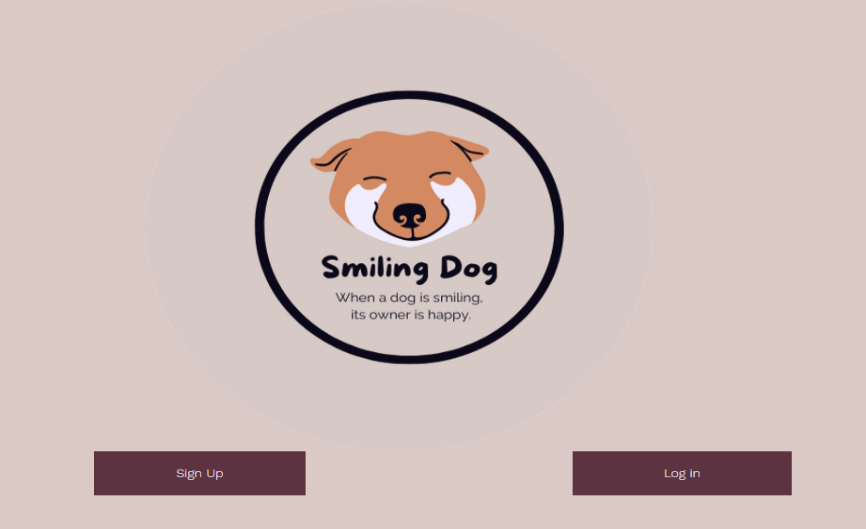 Smiling Dog
When a dog is smiling,
its owner is happy.
Sign Up
Log in